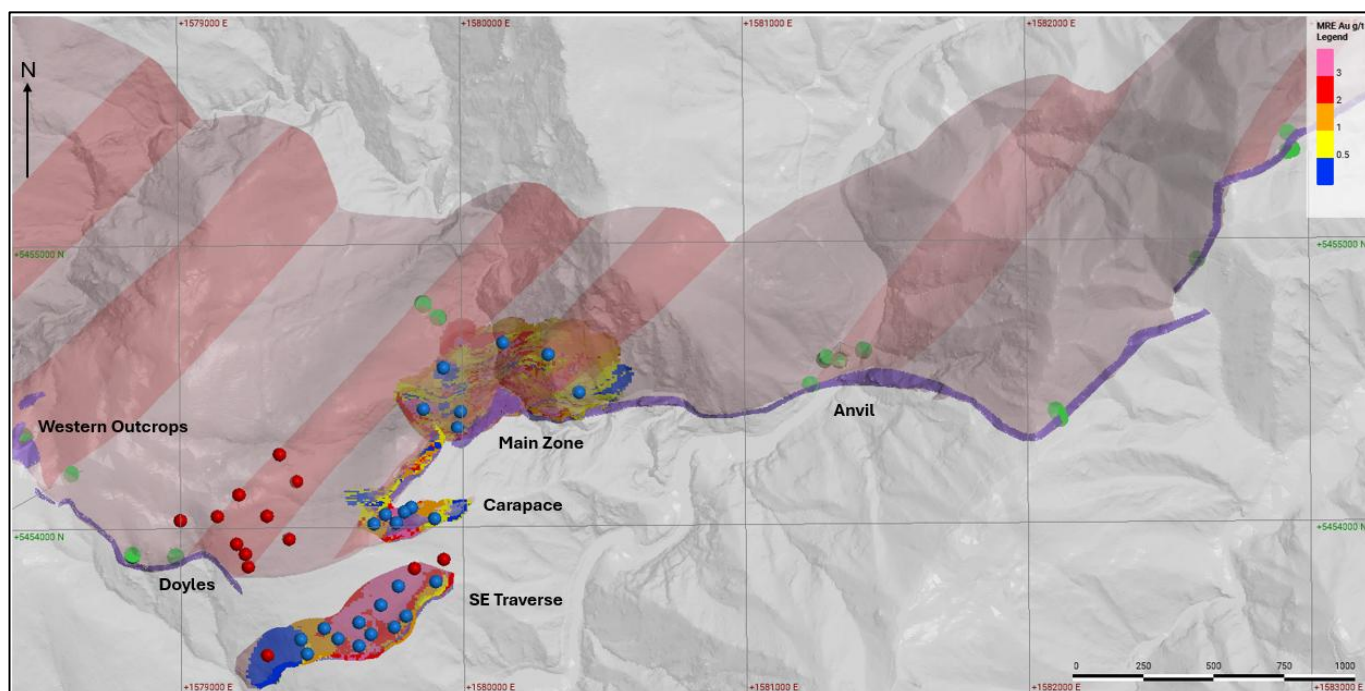 +1579000 E
+1580000 E
+1581000 E
+1582000 E
MRE Au g/t
Legend
3
2
1
0.5
N
+5455000 N
+5455000 N
Western Outcrops
Main Zone
Anvil
Carapace
+5454000 N
+5454000 N
Doyles
SE Traverse
0 250 500 750 1000
+1579000 E
+1580000 E
+1581000 E
+1582000 E
+1583000 E